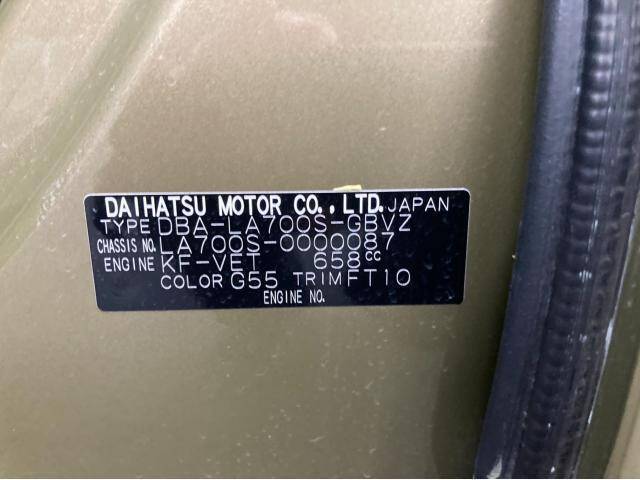 DAIHATSU MOTOR CO., LTD. JAPAN
TYPE DBA-LA700S-GBVZ
CHASSIS NO. LA700S-0000087
ENGINE KF-VET 658CC
COLOR G55 TRIM FT10
ENGINE NO.